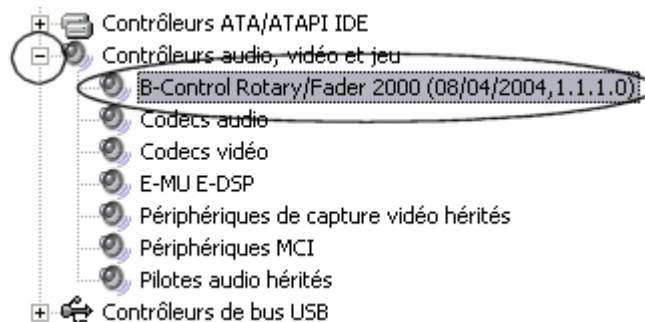 Contrôleurs ATA/ATAPI IDE
Contrôleurs audio, vidéo et jeu
B-Control Rotary/Fader 2000 (08/04/2004,1.1.1.0)
Codecs audio
Codecs vidéo
E-MU E-DSP
Périphériques de capture vidéo hérités
Périphériques MCI
Pilotes audio hérités
Contrôleurs de bus USB